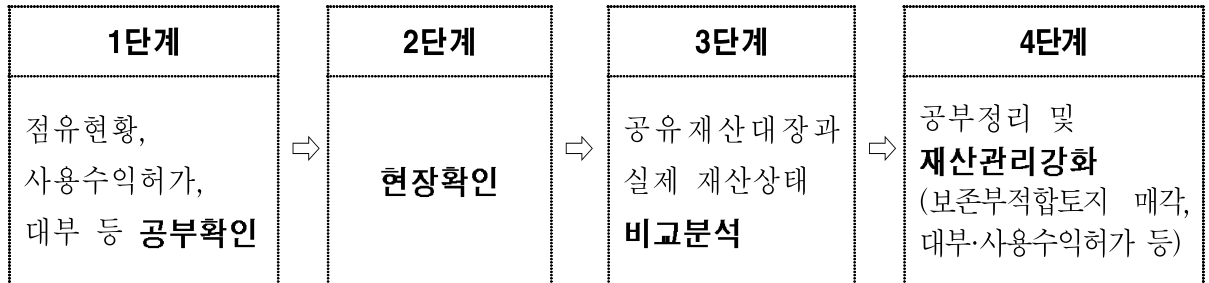 1단계
점유현황,
사용수익허가,
대부 등 공부확인
⇨
2단계
현장확인
⇨
3단계
공유재산대장과
실제 재산상태
비교분석
⇨
4단계
공부정리 및
재산관리강화
(보존부적합토지 매각,
대부·사용수익허가 등)